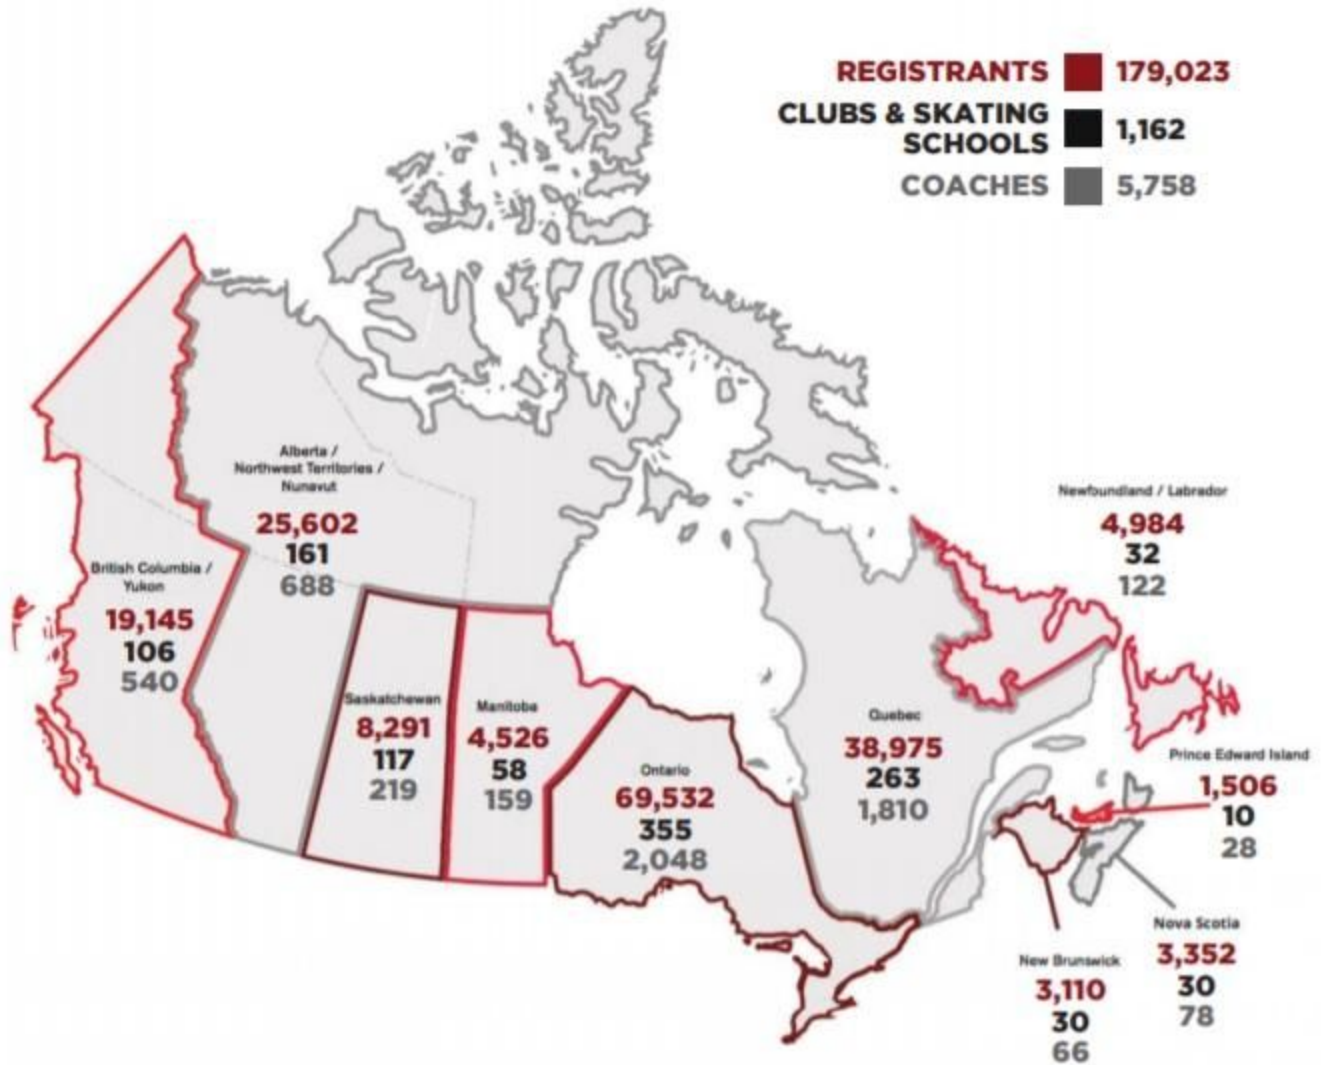 REGISTRANTS 179,023
CLUBS & SKATING
SCHOOLS 1,162
COACHES 5,758
Alberta /
Northwest Territories /
Nunavut
25,602
161
688
British Columbia /
Yukon
19,145
106
540
Saskatchewan
8,291
117
219
Manitoba
4,526
58
159
Ontario
69,532
355
2,048
Quebec
38,975
263
1,810
Newfoundland / Labrador
4,984
32
122
Prince Edward Island
1,506
10
28
Nova Scotia
3,352
30
78
New Brunswick
3,110
30
66